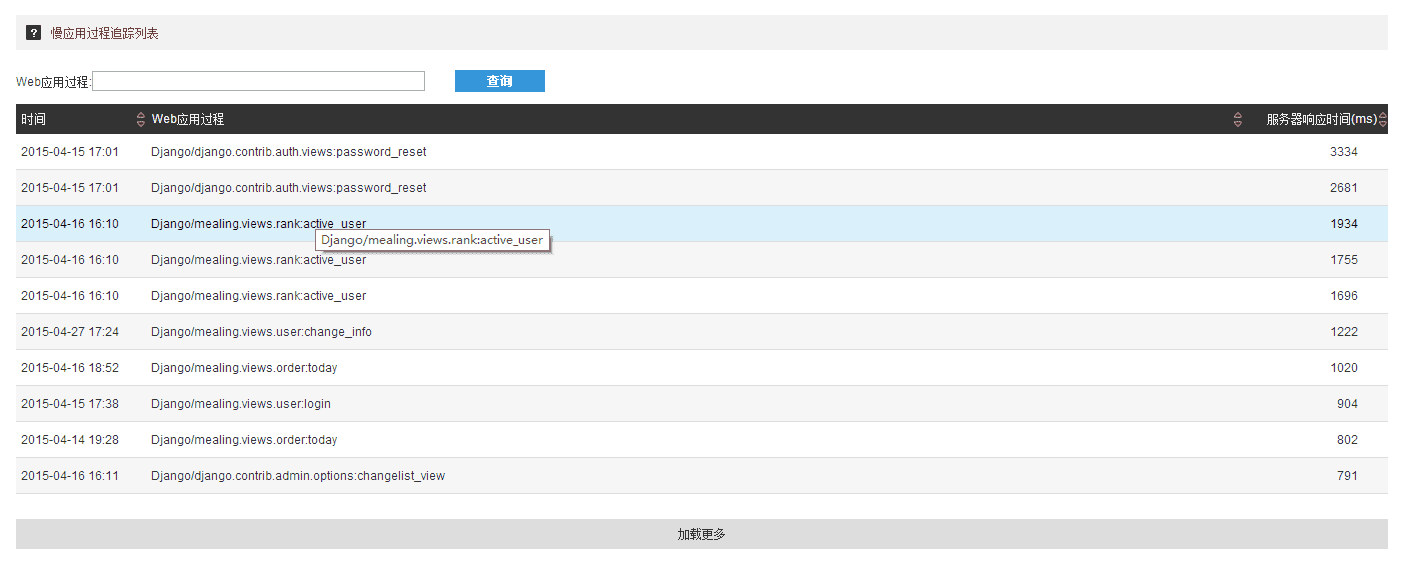 ? 慢应用过程追踪列表
Web应用过程: 查询
时间 Web应用过程 服务器响应时间(ms)
2015-04-15 17:01 Django/django.contrib.auth.views:password_reset 3334
2015-04-15 17:01 Django/django.contrib.auth.views:password_reset 2681
2015-04-16 16:10 Django/mealing.views.rank:active_user 1934
Django/mealing.views.rank:active_user
2015-04-16 16:10 Django/mealing.views.rank:active_user 1755
2015-04-16 16:10 Django/mealing.views.rank:active_user 1696
2015-04-27 17:24 Django/mealing.views.user:change_info 1222
2015-04-16 18:52 Django/mealing.views.order:today 1020
2015-04-15 17:38 Django/mealing.views.user:login 904
2015-04-14 19:28 Django/mealing.views.order:today 802
2015-04-16 16:11 Django/django.contrib.admin.options:changelist_view 791
加载更多